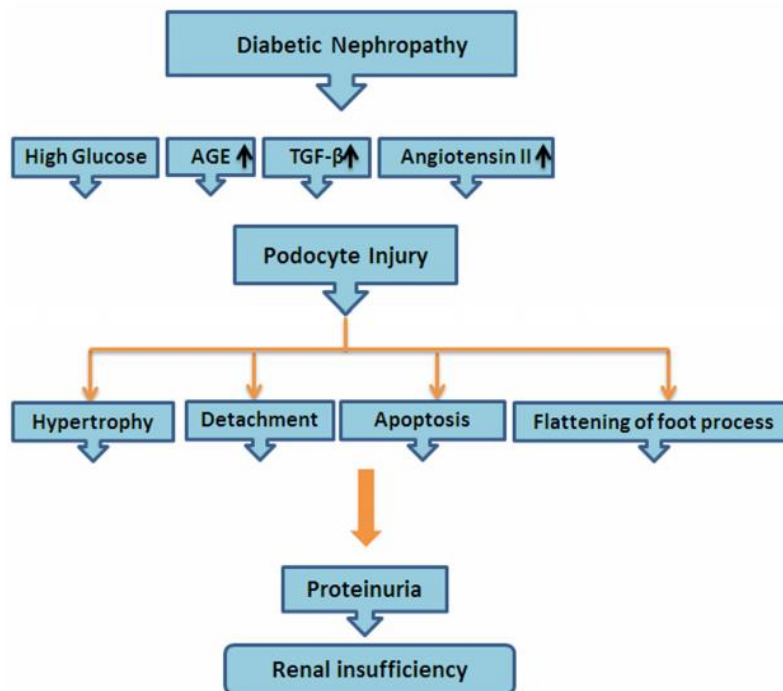 Diabetic Nephropathy
High Glucose
AGE
TGF-β
Angiotensin II
Podocyte Injury
Hypertrophy
Detachment
Apoptosis
Flattening of foot process
Proteinuria
Renal insufficiency